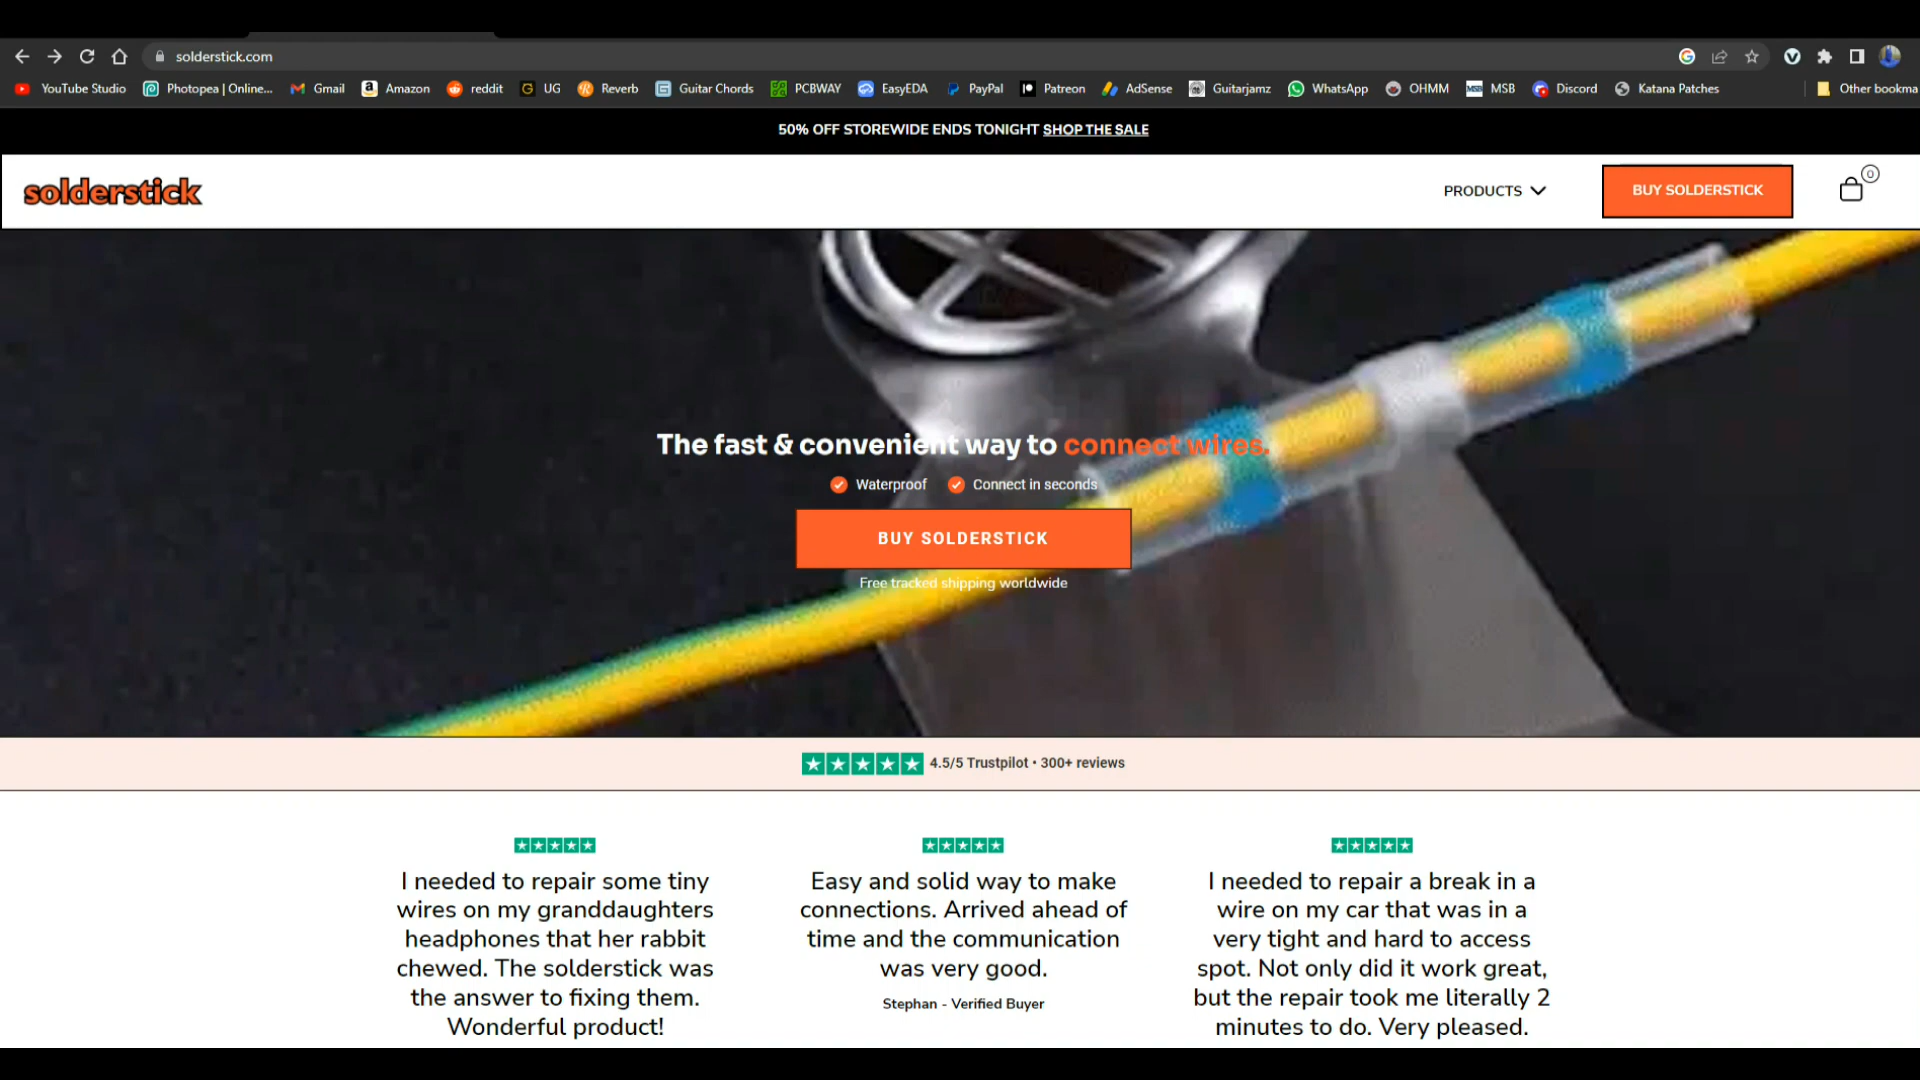 solderstick.com
YouTube Studio
Photopea | Online...
Gmail
Amazon
reddit
UG
Reverb
Guitar Chords
PCBWAY
EasyEDA
PayPal
Patreon
AdSense
Guitarjamz
WhatsApp
OHMM
MSB
Discord
Katana Patches
Other bookma
50% OFF STOREWIDE ENDS TONIGHT SHOP THE SALE
solderstick
PRODUCTS
BUY SOLDERSTICK
0
The fast & convenient way to connect wires.
Waterproof
Connect in seconds
BUY SOLDERSTICK
Free tracked shipping worldwide
4.5/5 Trustpilot • 300+ reviews
I needed to repair some tiny
wires on my granddaughters
headphones that her rabbit
chewed. The solderstick was
the answer to fixing them.
Wonderful product!
Easy and solid way to make
connections. Arrived ahead of
time and the communication
was very good.
Stephan - Verified Buyer
I needed to repair a break in a
wire on my car that was in a
very tight and hard to access
spot. Not only did it work great,
but the repair took me literally 2
minutes to do. Very pleased.